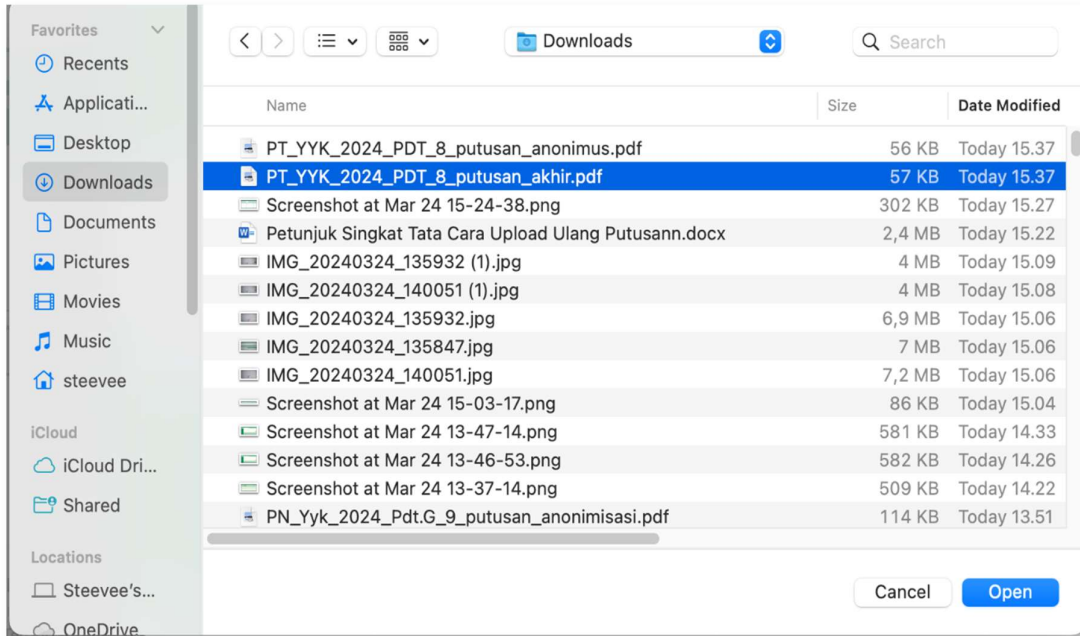 Favorites
Recents
Applicati...
Desktop
Downloads
Documents
Pictures
Movies
Music
steevee
iCloud
iCloud Dri...
Shared
Locations
Steevee's...
OneDrive
Downloads
Search
Name Size Date Modified
PT_YYK_2024_PDT_8_putusan_anonimus.pdf 56 KB Today 15.37
PT_YYK_2024_PDT_8_putusan_akhir.pdf 57 KB Today 15.37
Screenshot at Mar 24 15-24-38.png 302 KB Today 15.27
Petunjuk Singkat Tata Cara Upload Ulang Putusann.docx 2,4 MB Today 15.22
IMG_20240324_135932 (1).jpg 4 MB Today 15.09
IMG_20240324_140051 (1).jpg 4 MB Today 15.08
IMG_20240324_135932.jpg 6,9 MB Today 15.06
IMG_20240324_135847.jpg 7 MB Today 15.06
IMG_20240324_140051.jpg 7,2 MB Today 15.06
Screenshot at Mar 24 15-03-17.png 86 KB Today 15.04
Screenshot at Mar 24 13-47-14.png 581 KB Today 14.33
Screenshot at Mar 24 13-46-53.png 582 KB Today 14.26
Screenshot at Mar 24 13-37-14.png 509 KB Today 14.22
PN_Yyk_2024_Pdt.G_9_putusan_anonimisasi.pdf 114 KB Today 13.51
Cancel Open